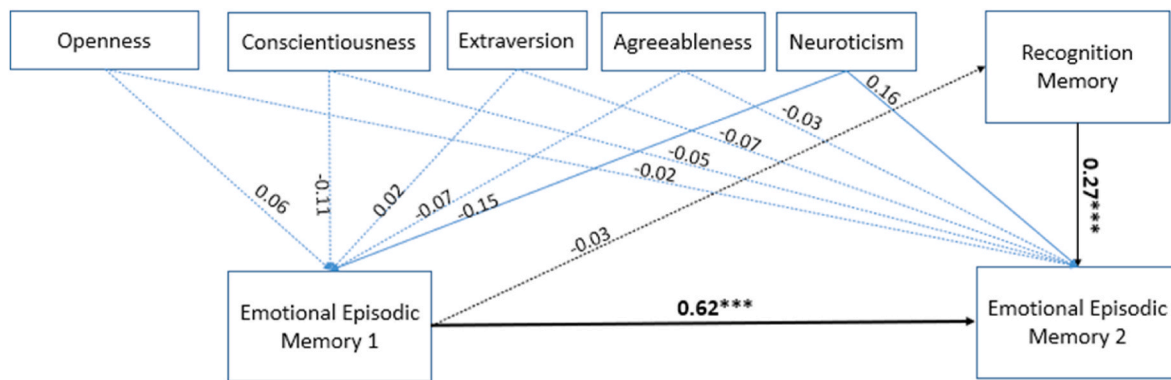 Openness
Conscientiousness
Extraversion
Agreeableness
Neuroticism
Recognition
Memory
0.16
-0.03
-0.07
-0.05
-0.02
0.06
-0.11
0.02
-0.07
-0.15
-0.03
0.27***
0.62***
Emotional Episodic
Memory 1
Emotional Episodic
Memory 2